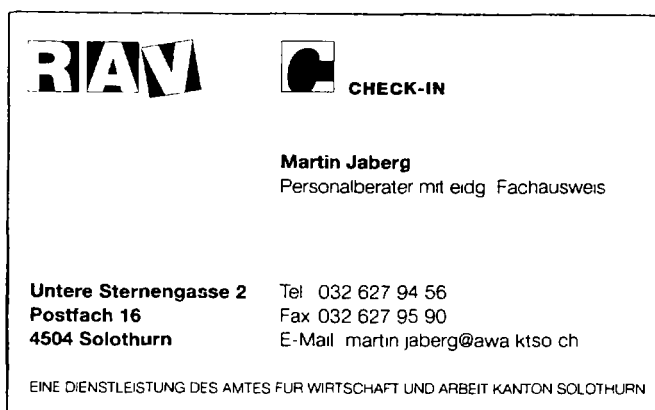 RAV
C CHECK-IN
Martin Jaberg
Personalberater mit eidg Fachausweis
Untere Sternengasse 2
Postfach 16
4504 Solothurn
Tel 032 627 94 56
Fax 032 627 95 90
E-Mail martin jaberg@awa ktso ch
EINE DIENSTLEISTUNG DES AMTES FUR WIRTSCHAFT UND ARBEIT KANTON SOLOTHURN